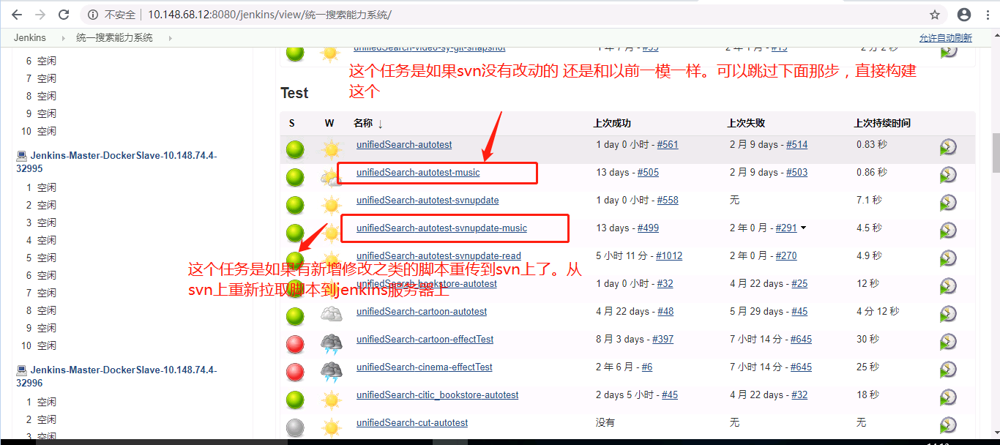 不安全 | 10.148.68.12:8080/jenkins/view/统一搜索能力系统/
Jenkins 统一搜索能力系统
允许自动刷新
6 空闲
7 空闲
8 空闲
9 空闲
10 空闲
Jenkins-Master-DockerSlave-10.148.74.4-
32995
1 空闲
2 空闲
3 空闲
4 空闲
5 空闲
6 空闲
7 空闲
8 空闲
9 空闲
10 空闲
Jenkins-Master-DockerSlave-10.148.74.4-
32996
1 空闲
2 空闲
3 空闲
unifiedSearch-video-sy-git-snapshot
这个任务是如果svn没有改动的 还是和以前一模一样。可以跳过下面那步，直接构建
这个
Test
S W 名称 ↓ 上次成功 上次失败 上次持续时间
unifiedSearch-autotest 1 day 0 小时 - #561 2 月 9 days - #514 0.83 秒
unifiedSearch-autotest-music 13 days - #505 2 月 9 days - #503 0.86 秒
unifiedSearch-autotest-svnupdate 1 day 0 小时 - #558 无 7.1 秒
unifiedSearch-autotest-svnupdate-music 13 days - #499 2 年 0 月 - #291 4.5 秒
unifiedSearch-autotest-svnupdate-read 5 小时 11 分 - #1012 2 年 0 月 - #270 4.9 秒
这个任务是如果有新增修改之类的脚本重传到svn上了。从
svn上重新拉取脚本到jenkins服务器上
unifiedSearch-bookstore-autotest 1 day 0 小时 - #32 4 月 22 days - #25 12 秒
unifiedSearch-cartoon-autotest 4 月 22 days - #48 5 月 29 days - #45 4 分 12 秒
unifiedSearch-cartoon-effectTest 8 月 3 days - #397 7 小时 14 分 - #645 30 秒
unifiedSearch-cinema-effectTest 2 年 6 月 - #6 7 小时 14 分 - #645 25 秒
unifiedSearch-citic_bookstore-autotest 2 days 5 小时 - #45 4 月 22 days - #32 18 秒
unifiedSearch-cut-autotest 没有 无 无